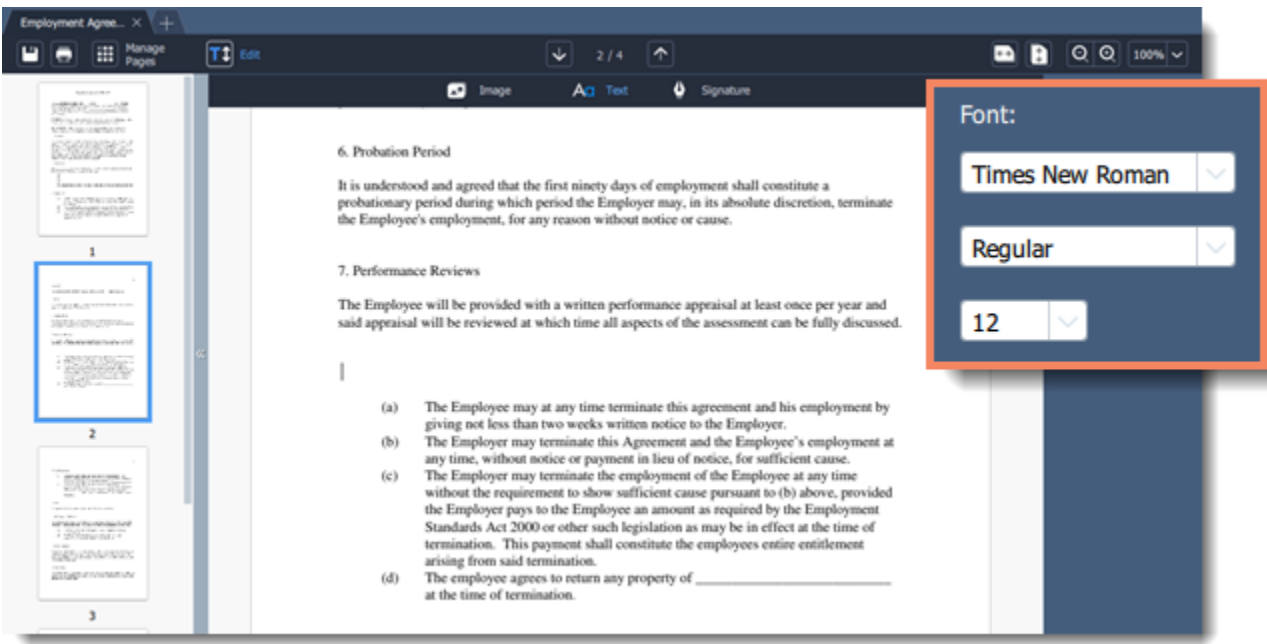 Employment Agree...
Manage
Pages
Edit
2 / 4
100%
Image
Text
Signature
Font:
Times New Roman
Regular
12
6. Probation Period
It is understood and agreed that the first ninety days of employment shall constitute a
probationary period during which period the Employer may, in its absolute discretion, terminate
the Employee's employment, for any reason without notice or cause.
7. Performance Reviews
The Employee will be provided with a written performance appraisal at least once per year and
said appraisal will be reviewed at which time all aspects of the assessment can be fully discussed.
(a) The Employee may at any time terminate this agreement and his employment by
giving not less than two weeks written notice to the Employer.
(b) The Employer may terminate this Agreement and the Employee's employment at
any time, without notice or payment in lieu of notice, for sufficient cause.
(c) The Employer may terminate the employment of the Employee at any time
without the requirement to show sufficient cause pursuant to (b) above, provided
the Employer pays to the Employee an amount as required by the Employment
Standards Act 2000 or other such legislation as may be in effect at the time of
termination. This payment shall constitute the employees entire entitlement
arising from said termination.
(d) The employee agrees to return any property of ____________________________
at the time of termination.
1
2
3